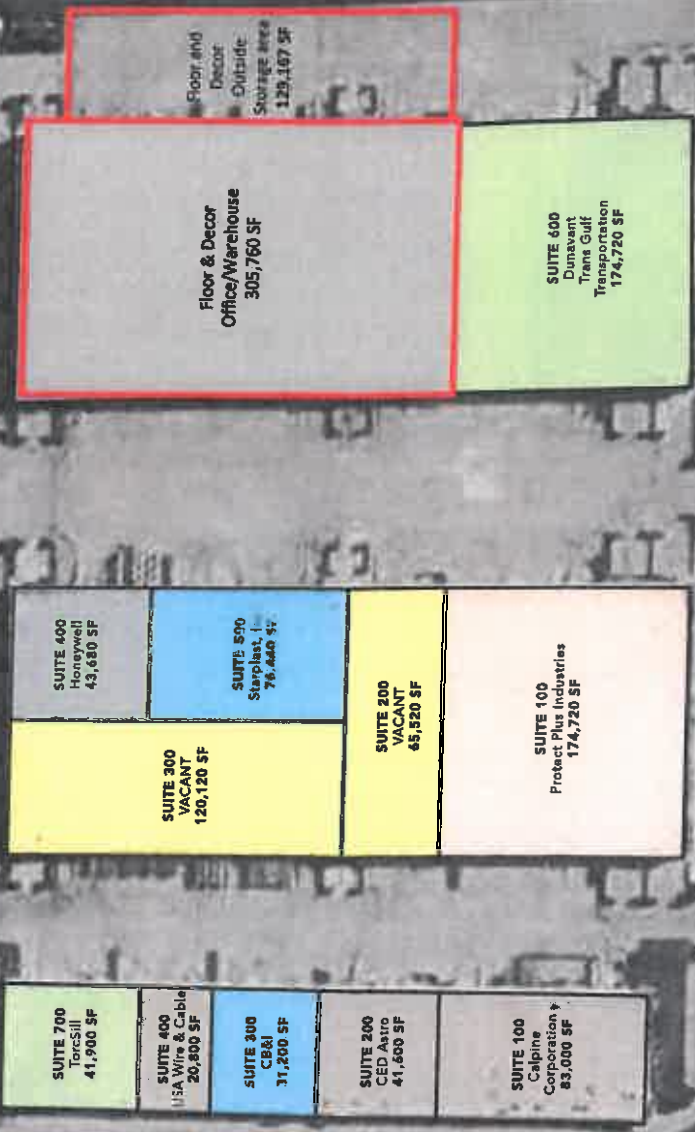 Floor and
Decor
Outside
Storage area
129,167 SF
Floor & Decor
Office/Warehouse
305,760 SF
SUITE 600
Dunavant
Trans Gulf
Transportation
174,720 SF
SUITE 400
Honeywell
43,680 SF
SUITE 500
Starplast,
76,440 SF
SUITE 300
VACANT
120,120 SF
SUITE 200
VACANT
65,520 SF
SUITE 100
Protect Plus Industries
174,720 SF
SUITE 700
TorcSill
41,900 SF
SUITE 400
USA Wire & Cable
20,800 SF
SUITE 300
CB&I
31,200 SF
SUITE 200
CED Astro
41,600 SF
SUITE 100
Calpine
Corporation
83,000 SF